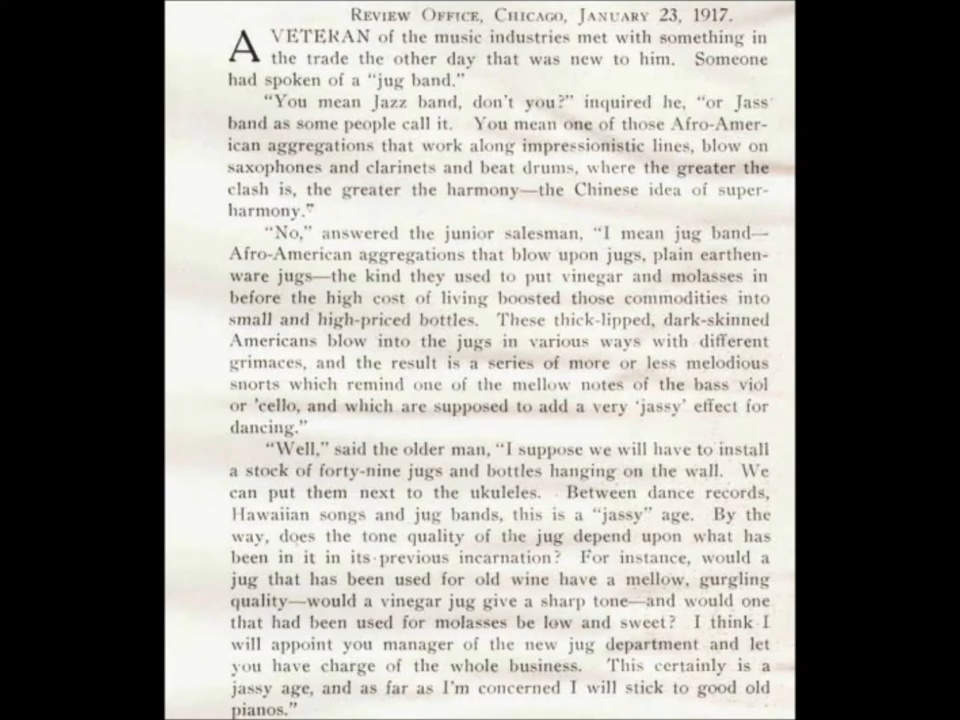 REVIEW OFFICE, CHICAGO, JANUARY 23, 1917.
A VETERAN of the music industries met with something in
the trade the other day that was new to him. Someone
had spoken of a "jug band."
"You mean Jazz band, don't you?" inquired he, "or Jass
band as some people call it. You mean one of those Afro-Amer-
ican aggregations that work along impressionistic lines, blow on
saxophones and clarinets and beat drums, where the greater the
clash is, the greater the harmony—the Chinese idea of super-
harmony."
"No," answered the junior salesman, "I mean jug band—
Afro-American aggregations that blow upon jugs, plain earthen-
ware jugs—the kind they used to put vinegar and molasses in
before the high cost of living boosted those commodities into
small and high-priced bottles. These thick-lipped, dark-skinned
Americans blow into the jugs in various ways with different
grimaces, and the result is a series of more or less melodious
snorts which remind one of the mellow notes of the bass viol
or 'cello, and which are supposed to add a very 'jassy' effect for
dancing."
"Well," said the older man, "I suppose we will have to install
a stock of forty-nine jugs and bottles hanging on the wall. We
can put them next to the ukuleles. Between dance records,
Hawaiian songs and jug bands, this is a "jassy" age. By the
way, does the tone quality of the jug depend upon what has
been in it in its previous incarnation? For instance, would a
jug that has been used for old wine have a mellow, gurgling
quality—would a vinegar jug give a sharp tone—and would one
that had been used for molasses be low and sweet? I think I
will appoint you manager of the new jug department and let
you have charge of the whole business. This certainly is a
jassy age, and as far as I'm concerned I will stick to good old
pianos."